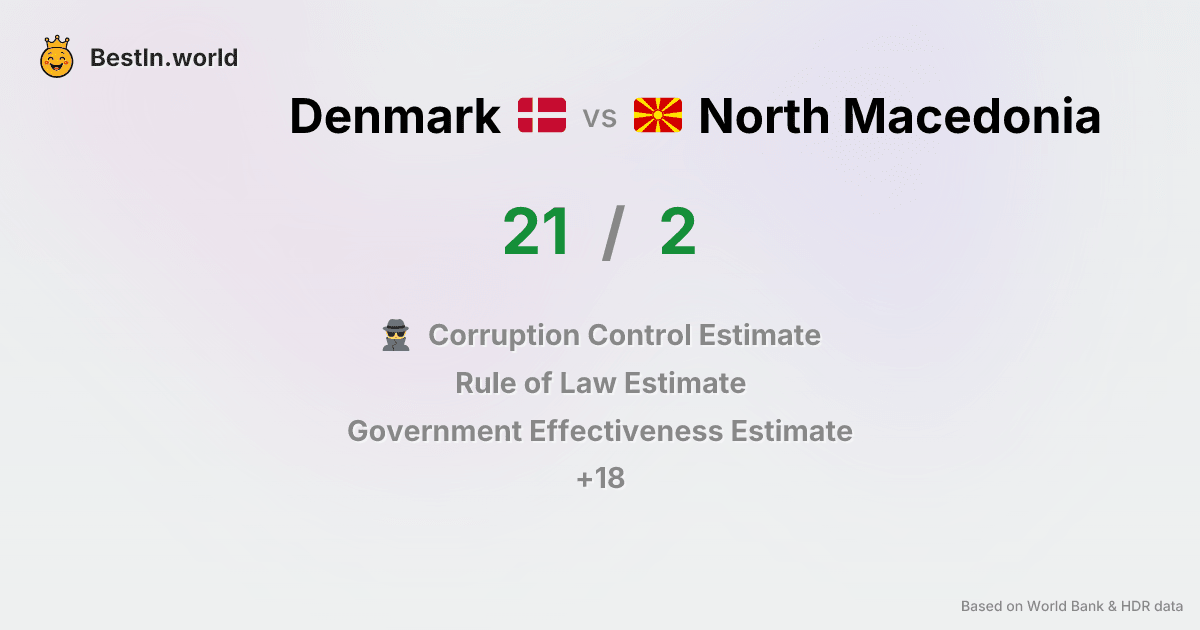 BestIn.world
Denmark vs North Macedonia
21 / 2
Corruption Control Estimate
Rule of Law Estimate
Government Effectiveness Estimate
+18
Based on World Bank & HDR data